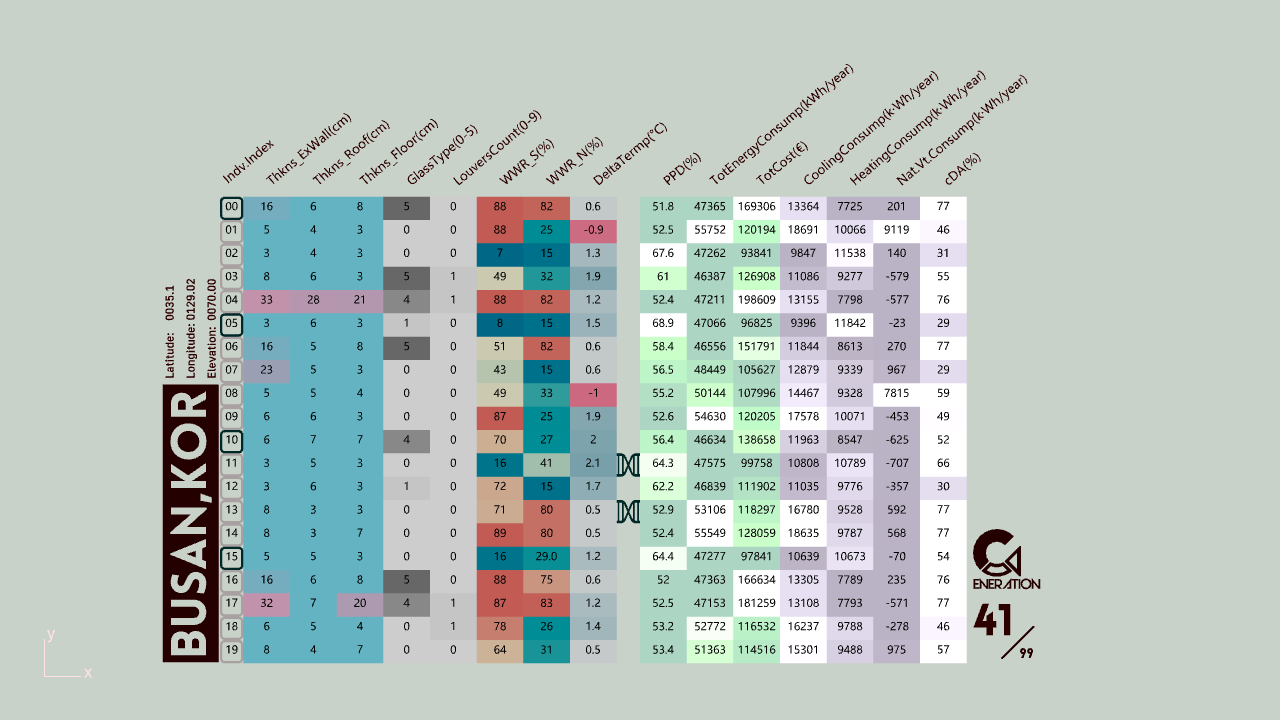 Indv.Index Thkns_ExWall(cm) Thkns_Roof(cm) Thkns_Floor(cm) GlassType(0-5) LouversCount(0-9) WWR_S(%) WWR_N(%) DeltaTermp(°C) PPD(%) TotEnergyConsump(kWh/year) TotCost(€) CoolingConsump(k·Wh/year) HeatingConsump(k·Wh/year) Nat.Vt.Consump(k·Wh/year) cDA(%)
00 16 6 8 5 0 88 82 0.6 51.8 47365 169306 13364 7725 201 77
01 5 4 3 0 0 88 25 -0.9 52.5 55752 120194 18691 10066 9119 46
02 3 4 3 0 0 7 15 1.3 67.6 47262 93841 9847 11538 140 31
03 8 6 3 5 1 49 32 1.9 61 46387 126908 11086 9277 -579 55
04 33 28 21 4 1 88 82 1.2 52.4 47211 198609 13155 7798 -577 76
05 3 6 3 1 0 8 15 1.5 68.9 47066 96825 9396 11842 -23 29
06 16 5 8 5 0 51 82 0.6 58.4 46556 151791 11844 8613 270 77
07 23 5 3 0 0 43 15 0.6 56.5 48449 105627 12879 9339 967 29
08 5 5 4 0 0 49 33 -1 55.2 50144 107996 14467 9328 7815 59
09 6 6 3 0 0 87 25 1.9 52.6 54630 120205 17578 10071 -453 49
10 6 7 7 4 0 70 27 2 56.4 46634 138658 11963 8547 -625 52
11 3 5 3 0 0 16 41 2.1 64.3 47575 99758 10808 10789 -707 66
12 3 6 3 1 0 72 15 1.7 62.2 46839 111902 11035 9776 -357 30
13 8 3 3 0 0 71 80 0.5 52.9 53106 118297 16780 9528 592 77
14 8 3 7 0 0 89 80 0.5 52.4 55549 128059 18635 9787 568 77
15 5 5 3 0 0 16 29.0 1.2 64.4 47277 97841 10639 10673 -70 54
16 16 6 8 5 0 88 75 0.6 52 47363 166634 13305 7789 235 76
17 32 7 20 4 1 87 83 1.2 52.5 47153 181259 13108 7793 -571 77
18 6 5 4 0 1 78 26 1.4 53.2 52772 116532 16237 9788 -278 46
19 8 4 7 0 0 64 31 0.5 53.4 51363 114516 15301 9488 975 57
Latitude: 0035.1
Longitude: 0129.02
Elevation: 0070.00
BUSAN,KOR
G
ENERATION
41/99
y
x